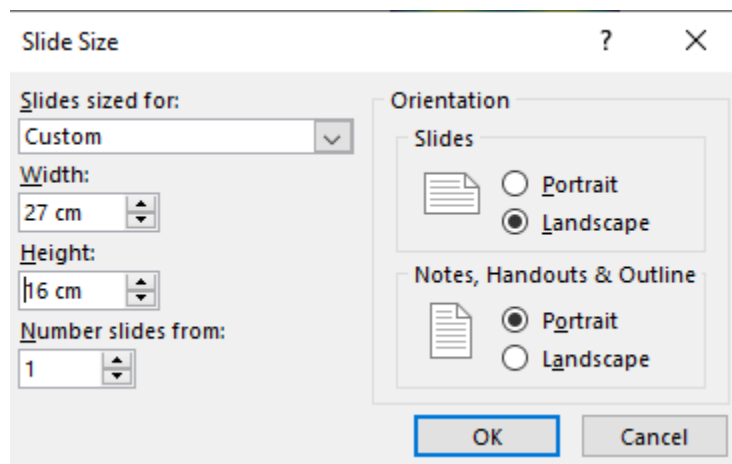 Slide Size
Slides sized for:
Custom
Width:
27 cm
Height:
16 cm
Number slides from:
1
Orientation
Slides
Portrait
Landscape
Notes, Handouts & Outline
Portrait
Landscape
OK
Cancel